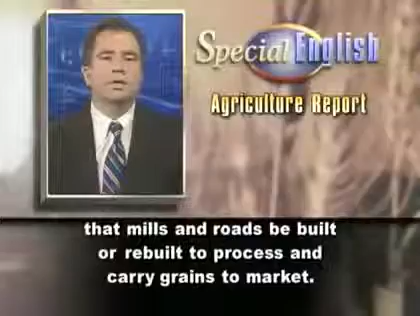 Special English
Agriculture Report
that mills and roads be built
or rebuilt to process and
carry grains to market.